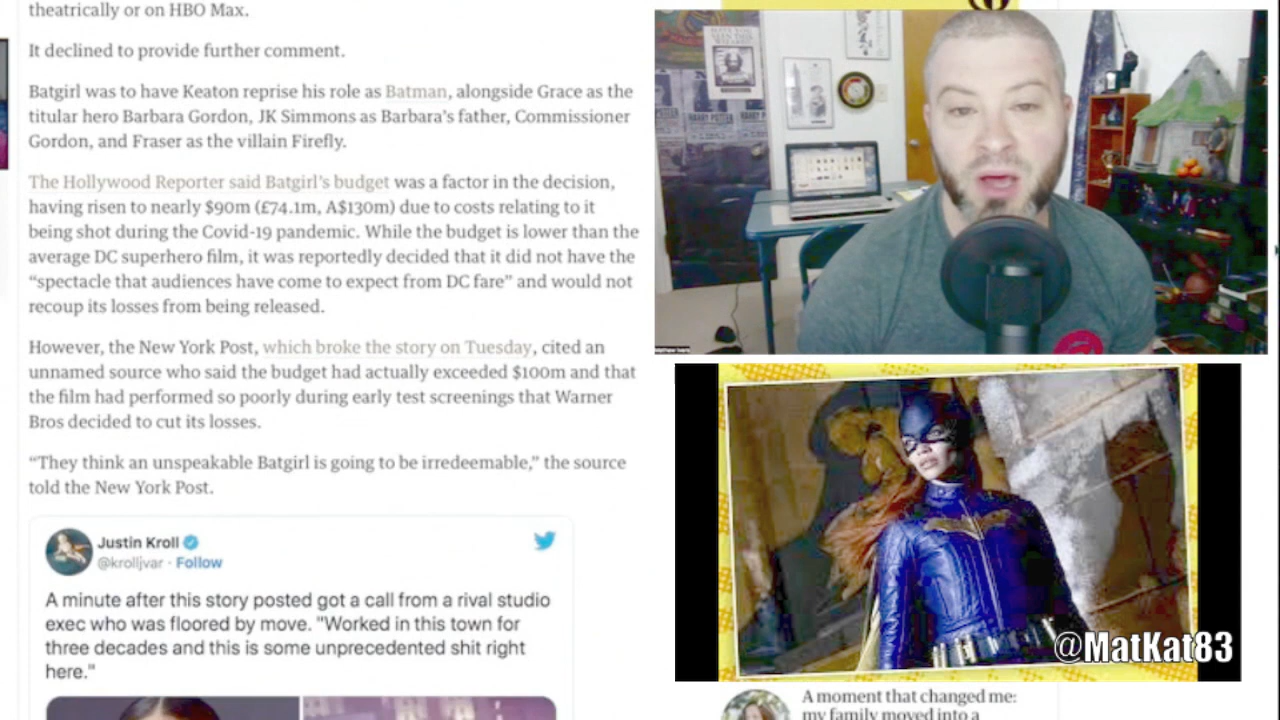 theatrically or on HBO Max.
It declined to provide further comment.
Batgirl was to have Keaton reprise his role as Batman, alongside Grace as the
titular hero Barbara Gordon, JK Simmons as Barbara's father, Commissioner
Gordon, and Fraser as the villain Firefly.
The Hollywood Reporter said Batgirl's budget was a factor in the decision,
having risen to nearly $90m (£74.1m, A$130m) due to costs relating to it
being shot during the Covid-19 pandemic. While the budget is lower than the
average DC superhero film, it was reportedly decided that it did not have the
“spectacle that audiences have come to expect from DC fare” and would not
recoup its losses from being released.
However, the New York Post, which broke the story on Tuesday, cited an
unnamed source who said the budget had actually exceeded $100m and that
the film had performed so poorly during early test screenings that Warner
Bros decided to cut its losses.
“They think an unspeakable Batgirl is going to be irredeemable,” the source
told the New York Post.
Justin Kroll
@krolljvar · Follow
A minute after this story posted got a call from a rival studio
exec who was floored by move. "Worked in this town for
three decades and this is some unprecedented shit right
here."
HARRY POTTER
@MatKat83
A moment that changed me:
my family moved into a